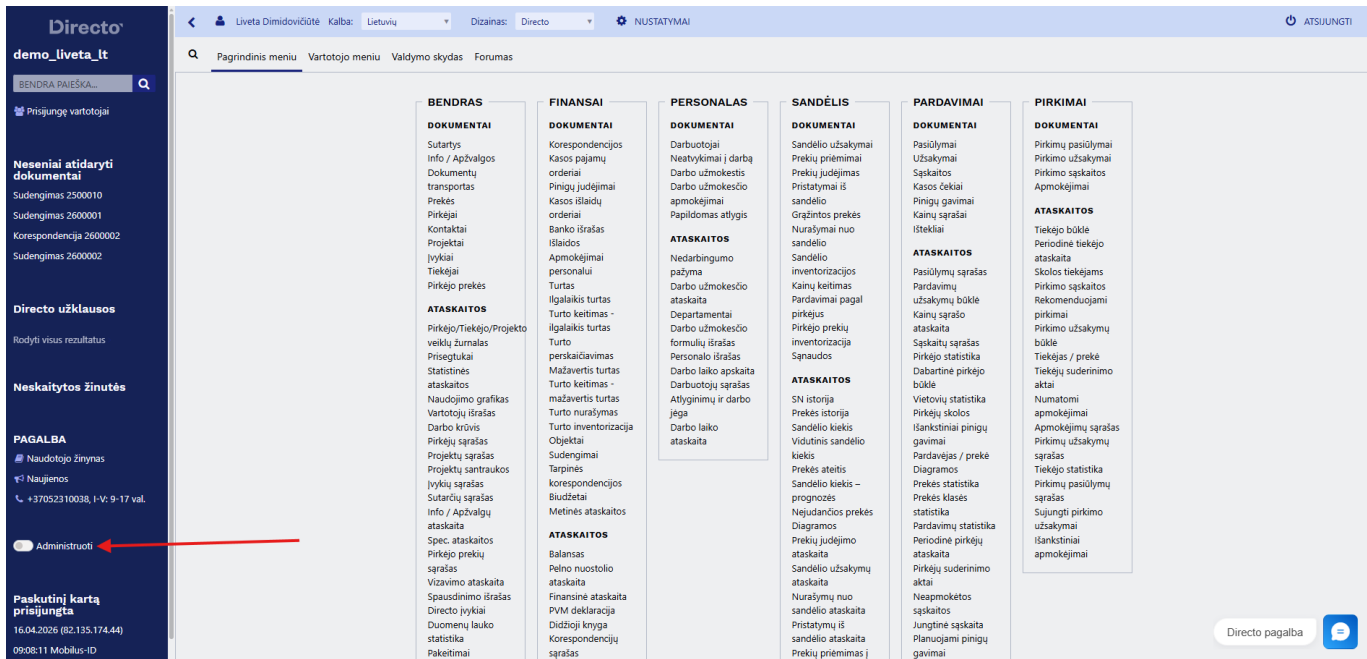 Directo
demo_liveta_lt
BENDRA PAIEŠKA...
Prisijungę vartotojai
Neseniai atidaryti
dokumentai
Sudengimas 2500010
Sudengimas 2600001
Korespondencija 2600002
Sudengimas 2600002
Directo užklausos
Rodyti visus rezultatus
Neskaitytos žinutės
PAGALBA
Naudotojo žinynas
Naujienos
+37052310038, I-V: 9-17 val.
Administruoti
Paskutinį kartą
prisijungta
16.04.2026 (82.135.174.44)
09:08:11 Mobilus-ID
Liveta Dimidovičiūtė Kalba: Lietuvių Dizainas: Directo NUSTATYMAI ATSIJUNGTI
Pagrindinis meniu Vartotojo meniu Valdymo skydas Forumas
BENDRAS
DOKUMENTAI
Sutartys
Info / Apžvalgos
Dokumentų
transportas
Prekės
Pirkėjai
Kontaktai
Projektai
Įvykiai
Tiekėjai
Pirkėjo prekės
ATASKAITOS
Pirkėjo/Tiekėjo/Projekto
veiklų žurnalas
Prisegtukai
Statistinės
ataskaitos
Naudojimo grafikas
Vartotojų išrašas
Darbo krūvis
Pirkėjų sąrašas
Projektų sąrašas
Projektų santraukos
Įvykių sąrašas
Sutarčių sąrašas
Info / Apžvalgų
ataskaita
Spec. ataskaitos
Pirkėjo prekių
sąrašas
Vizavimo ataskaita
Spausdinimo išrašas
Directo įvykiai
Duomenų lauko
statistika
Pakeitimai
FINANSAI
DOKUMENTAI
Korespondencijos
Kasos pajamų
orderiai
Pinigų judėjimai
Kasos išlaidų
orderiai
Banko išrašas
Išlaidos
Apmokėjimai
personalui
Turtas
Ilgalaikis turtas
Turto keitimas -
ilgalaikis turtas
Turto
perskaičiavimas
Mažavertis turtas
Turto keitimas -
mažavertis turtas
Turto nurašymas
Turto inventorizacija
Objektai
Sudengimai
Tarpinės
korespondencijos
Biudžetai
Metinės ataskaitos
ATASKAITOS
Balansas
Pelno nuostolio
ataskaita
Finansinė ataskaita
PVM deklaracija
Didžioji knyga
Korespondencijų
sąrašas
PERSONALAS
DOKUMENTAI
Darbuotojai
Neatvykimai į darbą
Darbo užmokestis
Darbo užmokesčio
apmokėjimai
Papildomas atlygis
ATASKAITOS
Nedarbingumo
pažyma
Darbo užmokesčio
ataskaita
Departamentai
Darbo užmokesčio
formulių išrašas
Personalo išrašas
Darbo laiko apskaita
Darbuotojų sąrašas
Atlyginimų ir darbo
jėga
Darbo laiko
ataskaita
SANDĖLIS
DOKUMENTAI
Sandėlio užsakymai
Prekių priėmimai
Prekių judėjimas
Pristatymai iš
sandėlio
Grąžintos prekės
Nurašymai nuo
sandėlio
Sandėlio
inventorizacijos
Kainų keitimas
Pardavimai pagal
pirkėjus
Pirkėjo prekių
inventorizacija
Sąnaudos
ATASKAITOS
SN istorija
Prekės istorija
Sandėlio kiekis
Vidutinis sandėlio
kiekis
Prekės ateitis
Sandėlio kiekis –
prognozės
Nejudančios prekės
Diagramos
Prekių judėjimo
ataskaita
Sandėlio užsakymų
ataskaita
Nurašymų nuo
sandėlio ataskaita
Pristatymų iš
sandėlio ataskaita
Prekių priėmimas į
PARDAVIMAI
DOKUMENTAI
Pasiūlymai
Užsakymai
Sąskaitos
Kasos čekiai
Pinigų gavimai
Kainų sąrašai
Ištekliai
ATASKAITOS
Pasiūlymų sąrašas
Pardavimų
užsakymų būklė
Kainų sąrašo
ataskaita
Sąskaitų sąrašas
Pirkėjo statistika
Dabartinė pirkėjo
būklė
Vietovių statistika
Pirkėjų skolos
Išankstiniai pinigų
gavimai
Pardavėjas / prekė
Diagramos
Prekės statistika
Prekės klasės
statistika
Pardavimų statistika
Periodinė pirkėjų
ataskaita
Pirkėjų suderinimo
aktai
Neapmokėtos
sąskaitos
Jungtinė sąskaita
Planuojami pinigų
gavimai
PIRKIMAI
DOKUMENTAI
Pirkimų pasiūlymai
Pirkimo užsakymai
Pirkimo sąskaitos
Apmokėjimai
ATASKAITOS
Tiekėjo būklė
Periodinė tiekėjo
ataskaita
Skolos tiekėjams
Pirkimo sąskaitos
Rekomenduojami
pirkimai
Pirkimo užsakymų
būklė
Tiekėjas / prekė
Tiekėjų suderinimo
aktai
Numatomi
apmokėjimai
Apmokėjimų sąrašas
Pirkimų užsakymų
sąrašas
Tiekėjo statistika
Pirkimų pasiūlymų
sąrašas
Sujungti pirkimo
užsakymai
Išankstiniai
apmokėjimai
Directo pagalba